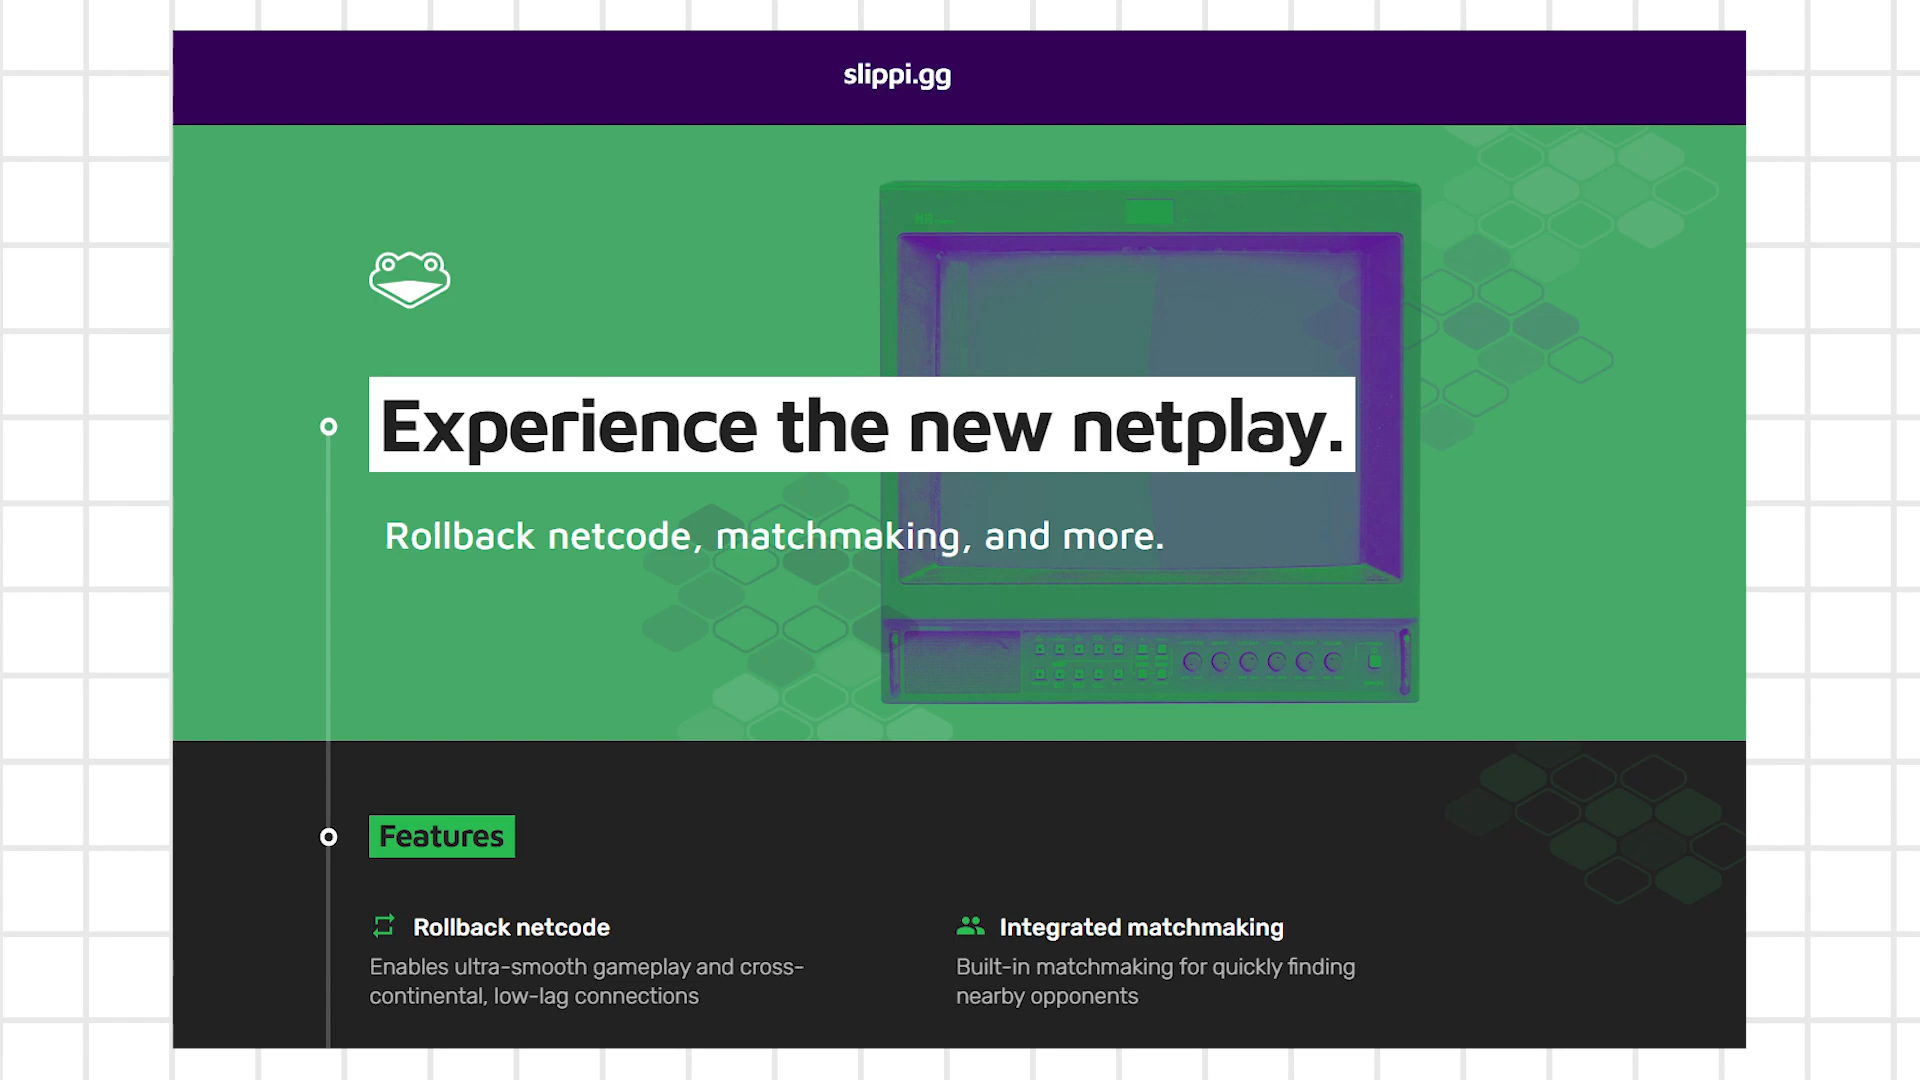 slippi.gg
Experience the new netplay.
Rollback netcode, matchmaking, and more.
Features
Rollback netcode
Enables ultra-smooth gameplay and cross-
continental, low-lag connections
Integrated matchmaking
Built-in matchmaking for quickly finding
nearby opponents